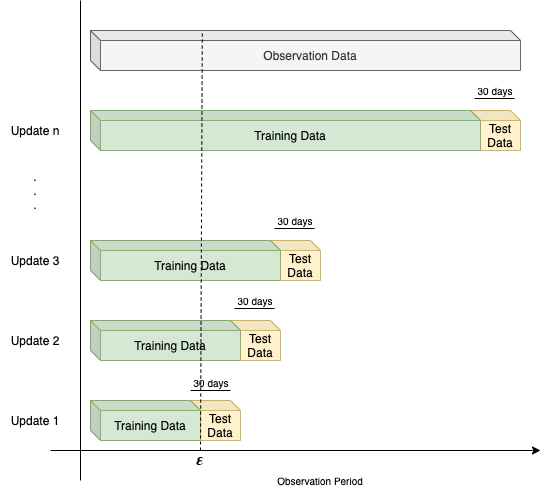 Observation Data
30 days
Update n
Training Data
Test
Data
.
.
.
30 days
Update 3
Training Data
Test
Data
30 days
Update 2
Training Data
Test
Data
30 days
Update 1
Training Data
Test
Data
ε
Observation Period